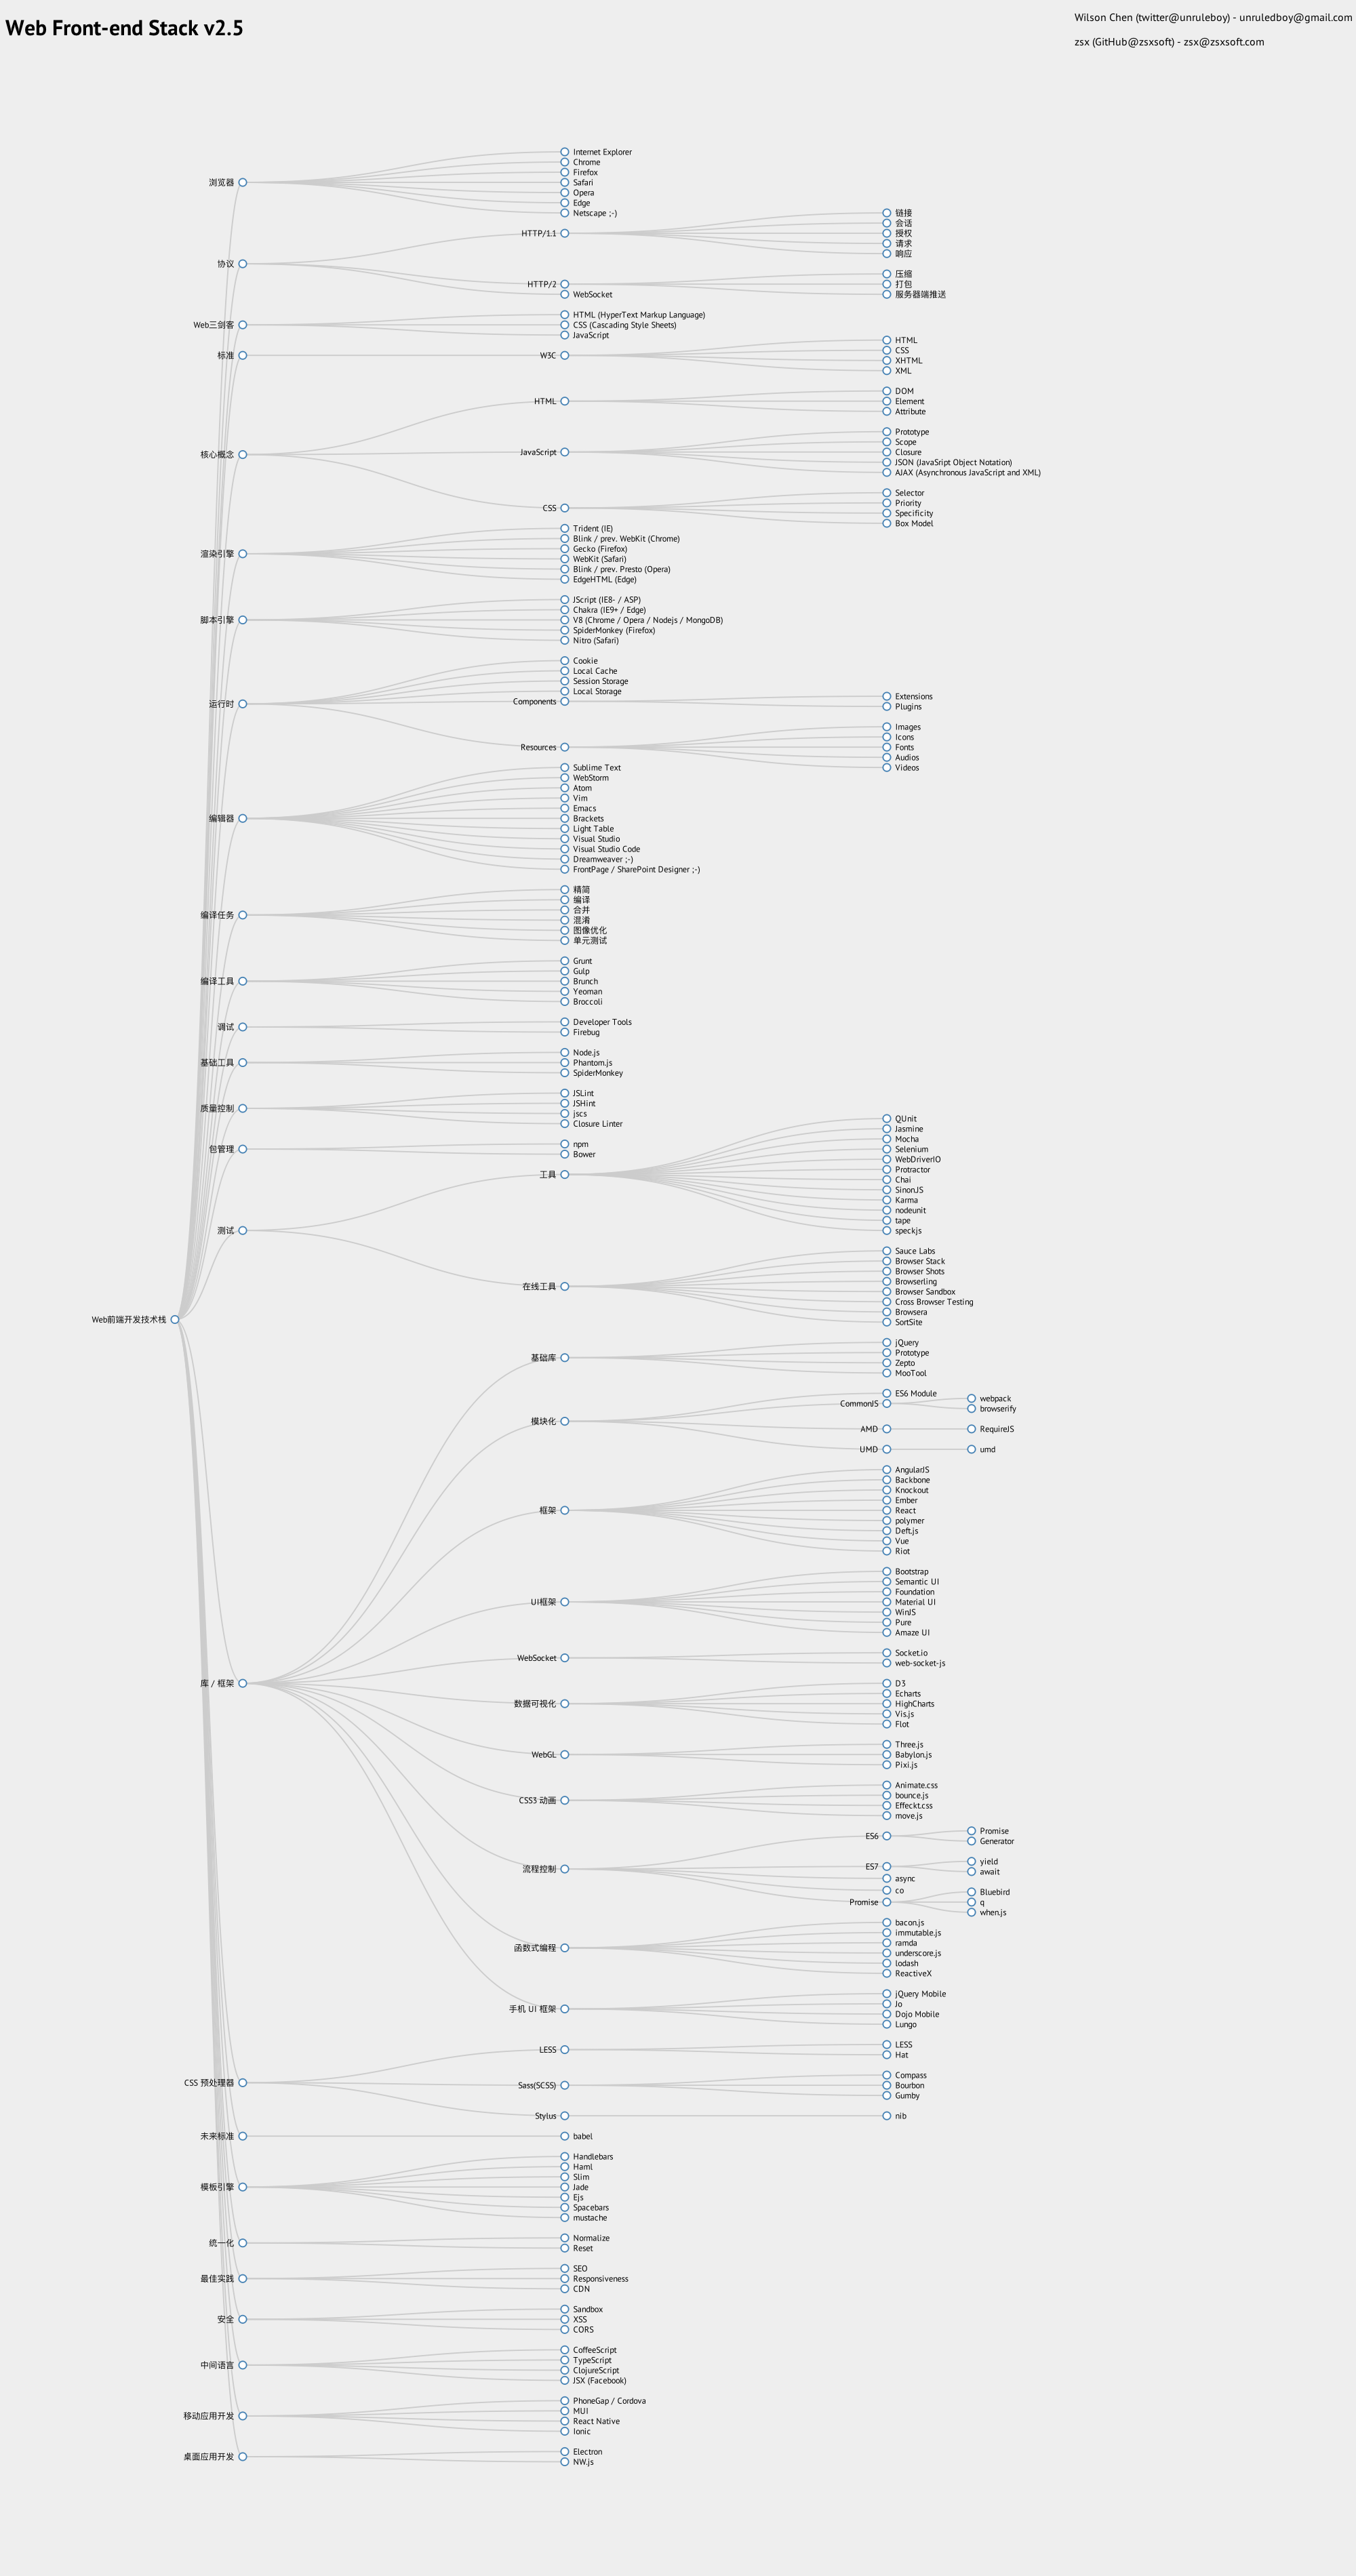 Web Front-end Stack v2.5
Wilson Chen (twitter@unruleboy) - unruledboy@gmail.com
zsx (GitHub@zsxsoft) - zsx@zsxsoft.com
Web前端开发技术栈
浏览器
Internet Explorer
Chrome
Firefox
Safari
Opera
Edge
Netscape ;-)
协议
HTTP/1.1
链接
会话
授权
请求
响应
HTTP/2
压缩
打包
服务器端推送
WebSocket
Web三剑客
HTML (HyperText Markup Language)
CSS (Cascading Style Sheets)
JavaScript
标准
W3C
HTML
CSS
XHTML
XML
核心概念
HTML
DOM
Element
Attribute
JavaScript
Prototype
Scope
Closure
JSON (JavaSript Object Notation)
AJAX (Asynchronous JavaScript and XML)
CSS
Selector
Priority
Specificity
Box Model
渲染引擎
Trident (IE)
Blink / prev. WebKit (Chrome)
Gecko (Firefox)
WebKit (Safari)
Blink / prev. Presto (Opera)
EdgeHTML (Edge)
脚本引擎
JScript (IE8- / ASP)
Chakra (IE9+ / Edge)
V8 (Chrome / Opera / Nodejs / MongoDB)
SpiderMonkey (Firefox)
Nitro (Safari)
运行时
Cookie
Local Cache
Session Storage
Local Storage
Components
Extensions
Plugins
Resources
Images
Icons
Fonts
Audios
Videos
编辑器
Sublime Text
WebStorm
Atom
Vim
Emacs
Brackets
Light Table
Visual Studio
Visual Studio Code
Dreamweaver ;-)
FrontPage / SharePoint Designer ;-)
编译任务
精简
编译
合并
混淆
图像优化
单元测试
编译工具
Grunt
Gulp
Brunch
Yeoman
Broccoli
调试
Developer Tools
Firebug
基础工具
Node.js
Phantom.js
SpiderMonkey
质量控制
JSLint
JSHint
jscs
Closure Linter
包管理
npm
Bower
测试
工具
QUnit
Jasmine
Mocha
Selenium
WebDriverIO
Protractor
Chai
SinonJS
Karma
nodeunit
tape
speckjs
在线工具
Sauce Labs
Browser Stack
Browser Shots
Browserling
Browser Sandbox
Cross Browser Testing
Browsera
SortSite
库 / 框架
基础库
jQuery
Prototype
Zepto
MooTool
模块化
ES6 Module
CommonJS
webpack
browserify
AMD
RequireJS
UMD
umd
框架
AngularJS
Backbone
Knockout
Ember
React
polymer
Deft.js
Vue
Riot
UI框架
Bootstrap
Semantic UI
Foundation
Material UI
WinJS
Pure
Amaze UI
WebSocket
Socket.io
web-socket-js
数据可视化
D3
Echarts
HighCharts
Vis.js
Flot
WebGL
Three.js
Babylon.js
Pixi.js
CSS3 动画
Animate.css
bounce.js
Effeckt.css
move.js
流程控制
ES6
Promise
Generator
ES7
yield
await
async
co
Promise
Bluebird
q
when.js
函数式编程
bacon.js
immutable.js
ramda
underscore.js
lodash
ReactiveX
手机 UI 框架
jQuery Mobile
Jo
Dojo Mobile
Lungo
CSS 预处理器
LESS
LESS
Hat
Sass(SCSS)
Compass
Bourbon
Gumby
Stylus
nib
未来标准
babel
模板引擎
Handlebars
Haml
Slim
Jade
Ejs
Spacebars
mustache
统一化
Normalize
Reset
最佳实践
SEO
Responsiveness
CDN
安全
Sandbox
XSS
CORS
中间语言
CoffeeScript
TypeScript
ClojureScript
JSX (Facebook)
移动应用开发
PhoneGap / Cordova
MUI
React Native
Ionic
桌面应用开发
Electron
NW.js